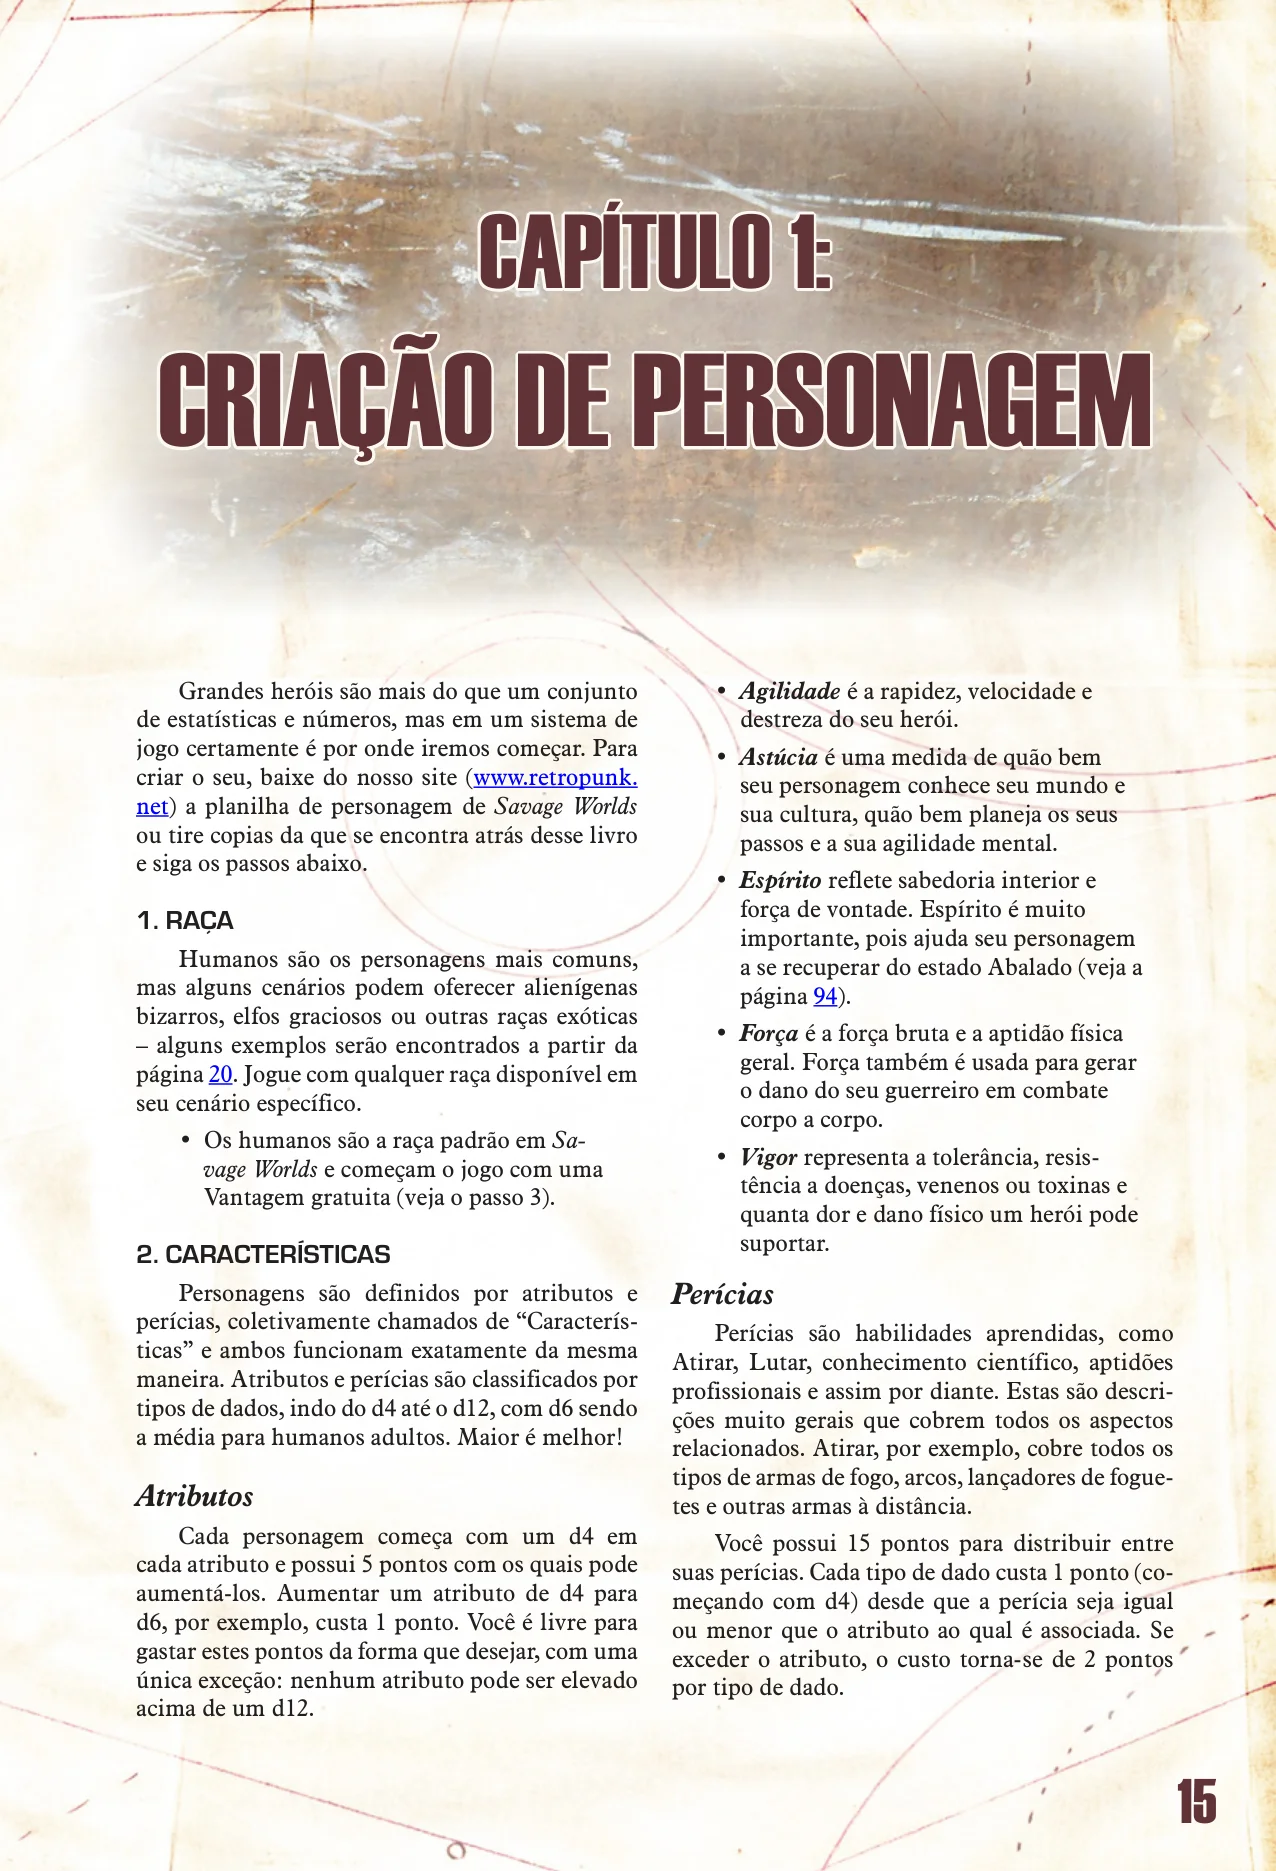 CAPÍTULO 1:
CRIAÇÃO DE PERSONAGEM
Grandes heróis são mais do que um conjunto
de estatísticas e números, mas em um sistema de
jogo certamente é por onde iremos começar. Para
criar o seu, baixe do nosso site (www.retropunk.
net) a planilha de personagem de Savage Worlds
ou tire copias da que se encontra atrás desse livro
e siga os passos abaixo.
1. RAÇA
Humanos são os personagens mais comuns,
mas alguns cenários podem oferecer alienígenas
bizarros, elfos graciosos ou outras raças exóticas
– alguns exemplos serão encontrados a partir da
página 20. Jogue com qualquer raça disponível em
seu cenário específico.
• Os humanos são a raça padrão em Sa-
vage Worlds e começam o jogo com uma
Vantagem gratuita (veja o passo 3).
2. CARACTERÍSTICAS
Personagens são definidos por atributos e
perícias, coletivamente chamados de “Caracterís-
ticas” e ambos funcionam exatamente da mesma
maneira. Atributos e perícias são classificados por
tipos de dados, indo do d4 até o d12, com d6 sendo
a média para humanos adultos. Maior é melhor!
Atributos
Cada personagem começa com um d4 em
cada atributo e possui 5 pontos com os quais pode
aumentá-los. Aumentar um atributo de d4 para
d6, por exemplo, custa 1 ponto. Você é livre para
gastar estes pontos da forma que desejar, com uma
única exceção: nenhum atributo pode ser elevado
acima de um d12.
• Agilidade é a rapidez, velocidade e
destreza do seu herói.
• Astúcia é uma medida de quão bem
seu personagem conhece seu mundo e
sua cultura, quão bem planeja os seus
passos e a sua agilidade mental.
• Espírito reflete sabedoria interior e
força de vontade. Espírito é muito
importante, pois ajuda seu personagem
a se recuperar do estado Abalado (veja a
página 94).
• Força é a força bruta e a aptidão física
geral. Força também é usada para gerar
o dano do seu guerreiro em combate
corpo a corpo.
• Vigor representa a tolerância, resis-
tência a doenças, venenos ou toxinas e
quanta dor e dano físico um herói pode
suportar.
Perícias
Perícias são habilidades aprendidas, como
Atirar, Lutar, conhecimento científico, aptidões
profissionais e assim por diante. Estas são descri-
ções muito gerais que cobrem todos os aspectos
relacionados. Atirar, por exemplo, cobre todos os
tipos de armas de fogo, arcos, lançadores de fogue-
tes e outras armas à distância.
Você possui 15 pontos para distribuir entre
suas perícias. Cada tipo de dado custa 1 ponto (co-
meçando com d4) desde que a perícia seja igual
ou menor que o atributo ao qual é associada. Se
exceder o atributo, o custo torna-se de 2 pontos
por tipo de dado.
15